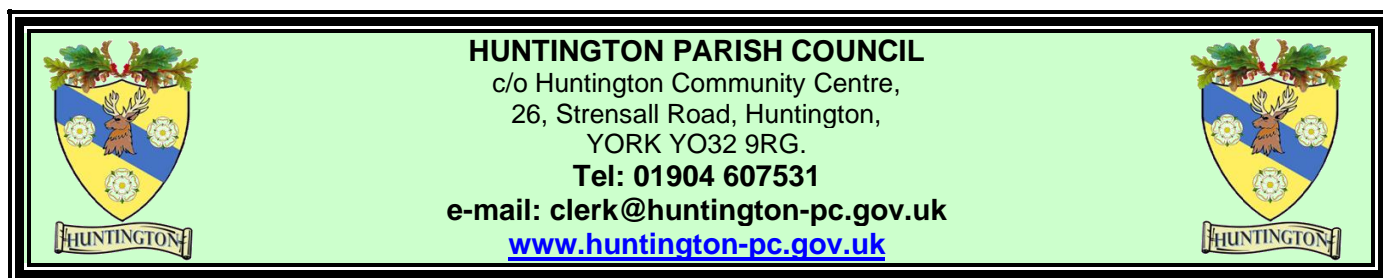 HUNTINGTON PARISH COUNCIL
c/o Huntington Community Centre,
26, Strensall Road, Huntington,
YORK YO32 9RG.
Tel: 01904 607531
e-mail: clerk@huntington-pc.gov.uk
www.huntington-pc.gov.uk
HUNTINGTON
HUNTINGTON